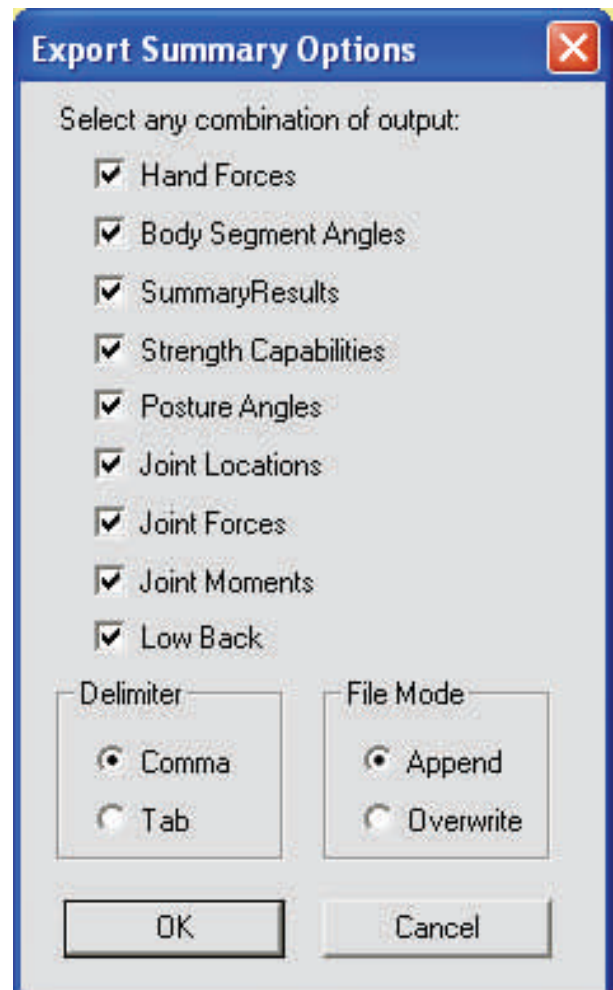 Export Summary Options
Select any combination of output:
Hand Forces
Body Segment Angles
SummaryResults
Strength Capabilities
Posture Angles
Joint Locations
Joint Forces
Joint Moments
Low Back
Delimiter
Comma
Tab
File Mode
Append
Overwrite
OK
Cancel